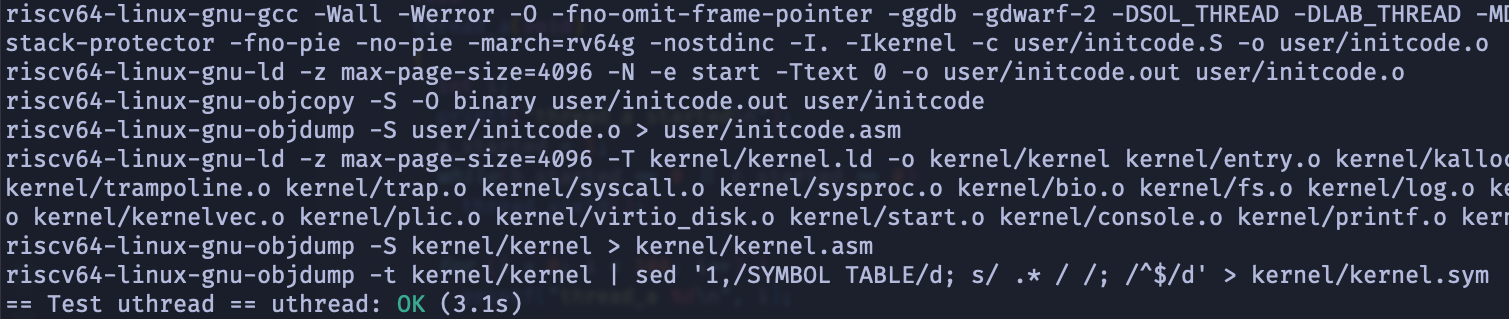 riscv64-linux-gnu-gcc -Wall -Werror -O -fno-omit-frame-pointer -ggdb -gdwarf-2 -DSOL_THREAD -DLAB_THREAD -MD
stack-protector -fno-pie -no-pie -march=rv64g -nostdinc -I. -Ikernel -c user/initcode.S -o user/initcode.o
riscv64-linux-gnu-ld -z max-page-size=4096 -N -e start -Ttext 0 -o user/initcode.out user/initcode.o
riscv64-linux-gnu-objcopy -S -O binary user/initcode.out user/initcode
riscv64-linux-gnu-objdump -S user/initcode.o > user/initcode.asm
riscv64-linux-gnu-ld -z max-page-size=4096 -T kernel/kernel.ld -o kernel/kernel kernel/entry.o kernel/kalloc
kernel/trampoline.o kernel/trap.o kernel/syscall.o kernel/sysproc.o kernel/bio.o kernel/fs.o kernel/log.o ke
o kernel/kernelvec.o kernel/plic.o kernel/virtio_disk.o kernel/start.o kernel/console.o kernel/printf.o kern
riscv64-linux-gnu-objdump -S kernel/kernel > kernel/kernel.asm
riscv64-linux-gnu-objdump -t kernel/kernel | sed '1,/SYMBOL TABLE/d; s/ .* / /; /^$/d' > kernel/kernel.sym
== Test uthread == uthread: OK (3.1s)